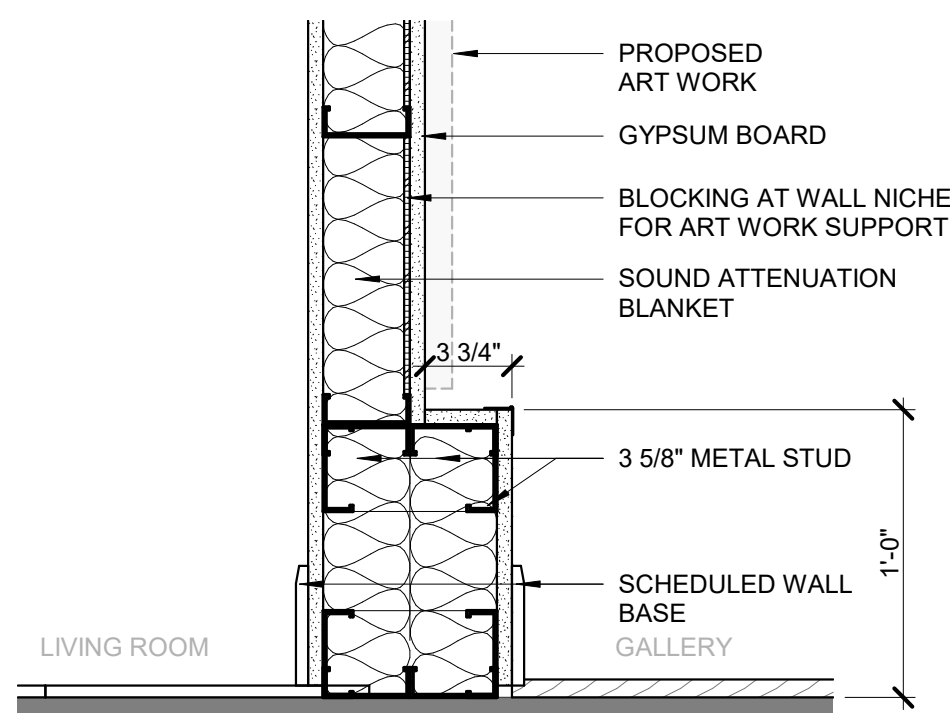 PROPOSED
ART WORK
GYPSUM BOARD
BLOCKING AT WALL NICHE
FOR ART WORK SUPPORT
SOUND ATTENUATION
BLANKET
3 3/4"
3 5/8" METAL STUD
1'-0"
SCHEDULED WALL
BASE
LIVING ROOM
GALLERY